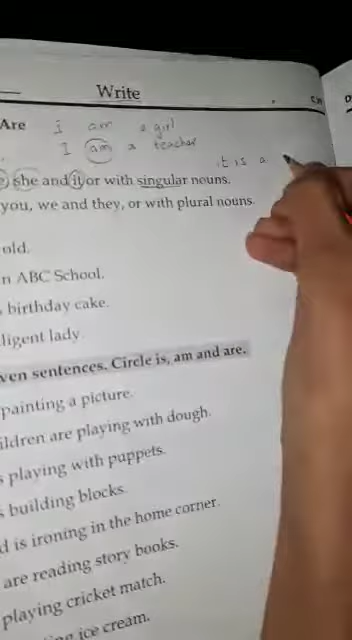 Write
Are i am a girl
I am a teacher
it is a
she and it or with singular nouns.
you, we and they, or with plural nouns.
old.
n ABC School.
birthday cake.
ligent lady.
ven sentences. Circle is, am and are.
painting a picture.
ildren are playing with dough.
s playing with puppets.
s building blocks.
d is ironing in the home corner.
are reading story books.
playing cricket match.
ice cream.